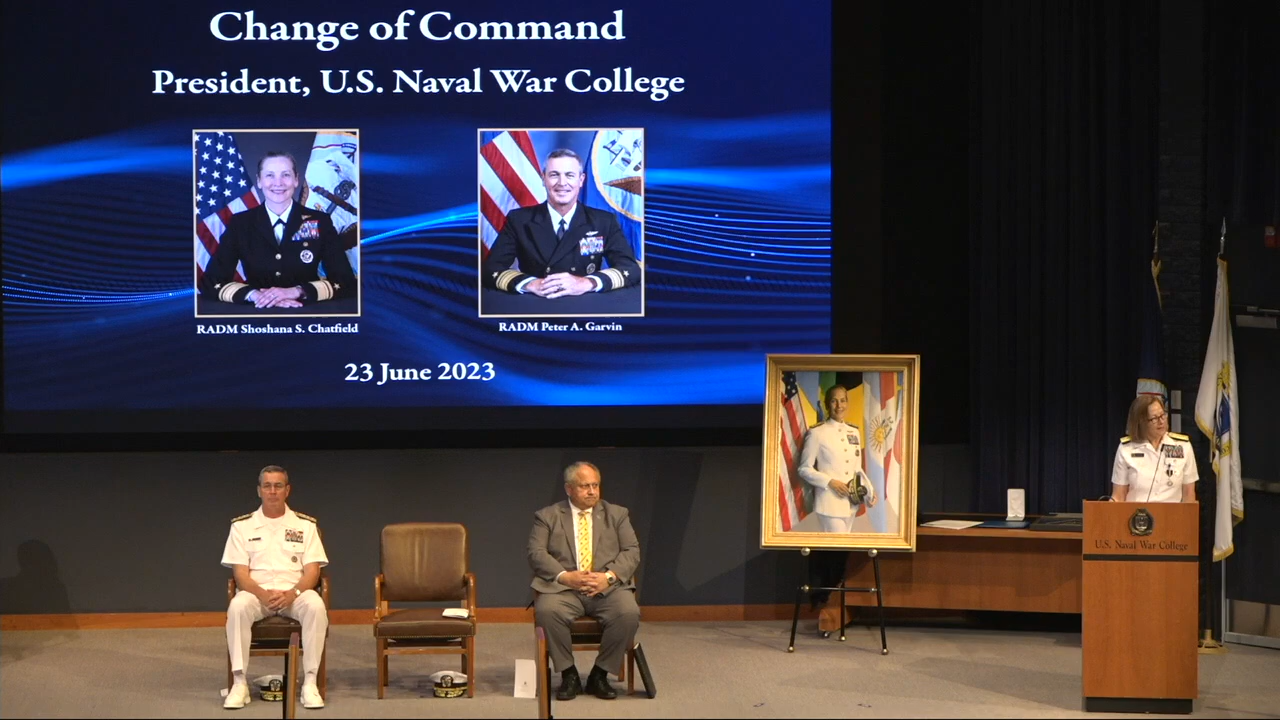 Change of Command
President, U.S. Naval War College
RADM Shoshana S. Chatfield
RADM Peter A. Garvin
23 June 2023
U.S. Naval War College